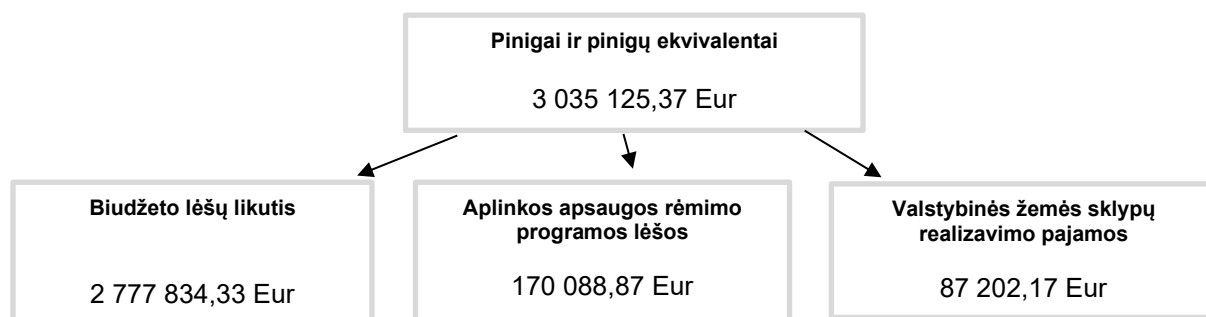 Pinigai ir pinigų ekvivalentai
3 035 125,37 Eur
Biudžeto lėšų likutis
2 777 834,33 Eur
Aplinkos apsaugos rėmimo
programos lėšos
170 088,87 Eur
Valstybinės žemės sklypų
realizavimo pajamos
87 202,17 Eur